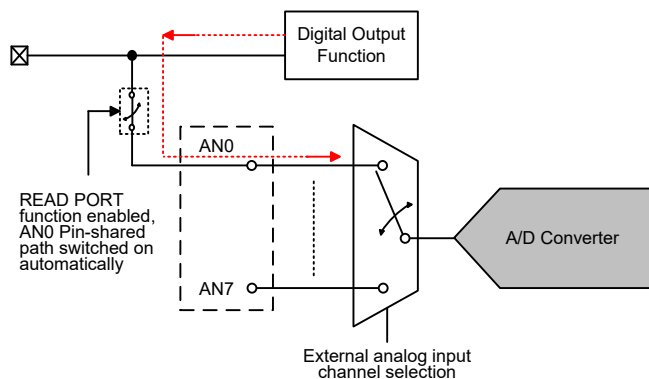 Digital Output
Function
AN0
READ PORT
function enabled,
AN0 Pin-shared
path switched on
automatically
A/D Converter
AN7
External analog input
channel selection